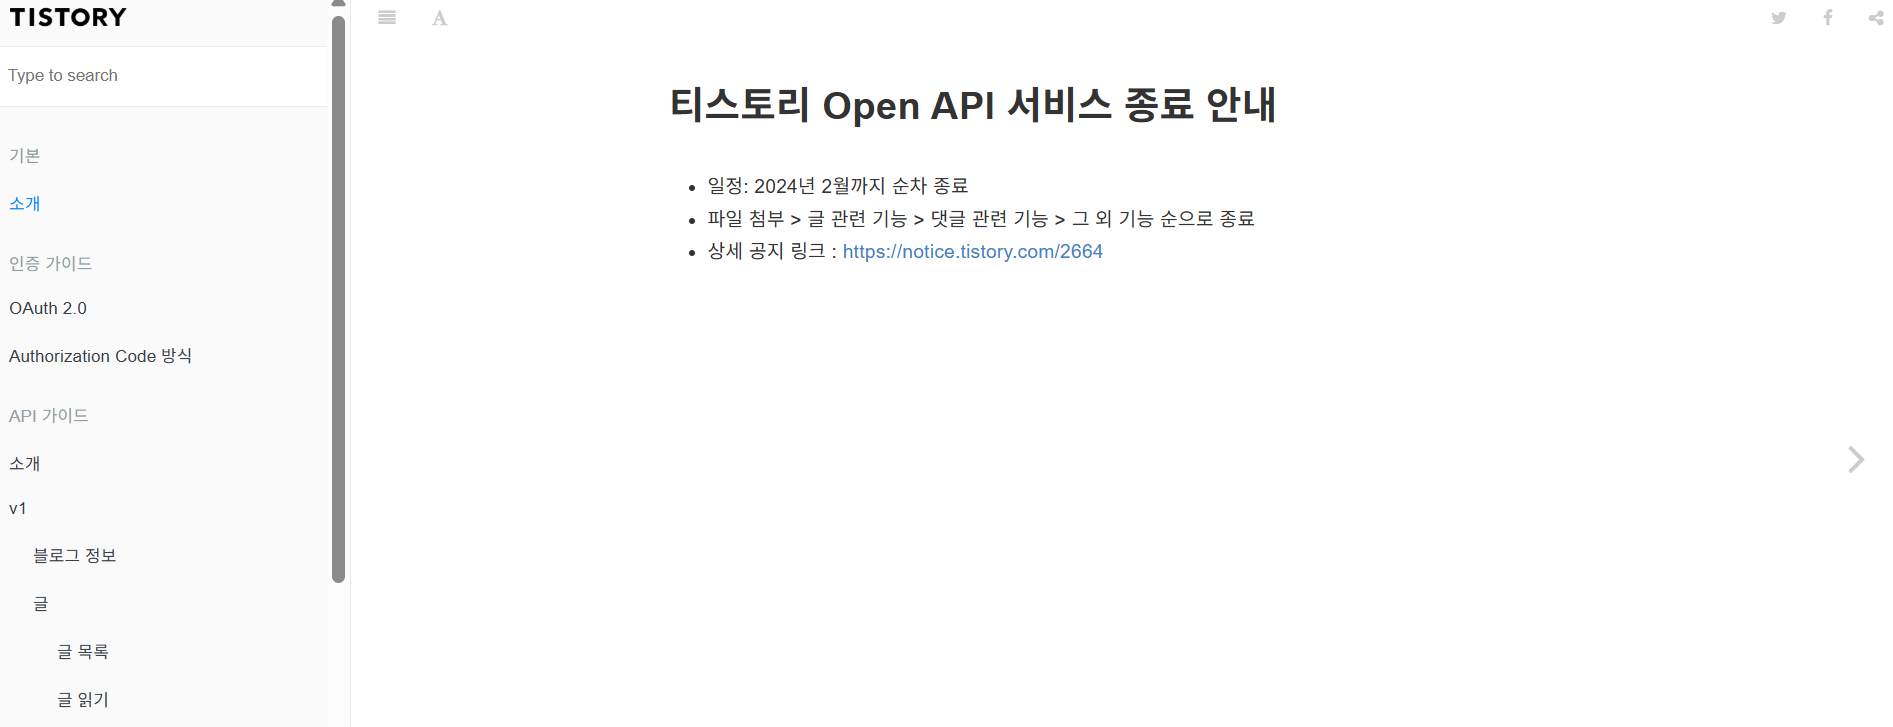 TISTORY
Type to search
기본
소개
인증 가이드
OAuth 2.0
Authorization Code 방식
API 가이드
소개
v1
블로그 정보
글
글 목록
글 읽기
A
티스토리 Open API 서비스 종료 안내
일정: 2024년 2월까지 순차 종료
파일 첨부 > 글 관련 기능 > 댓글 관련 기능 > 그 외 기능 순으로 종료
상세 공지 링크 : https://notice.tistory.com/2664